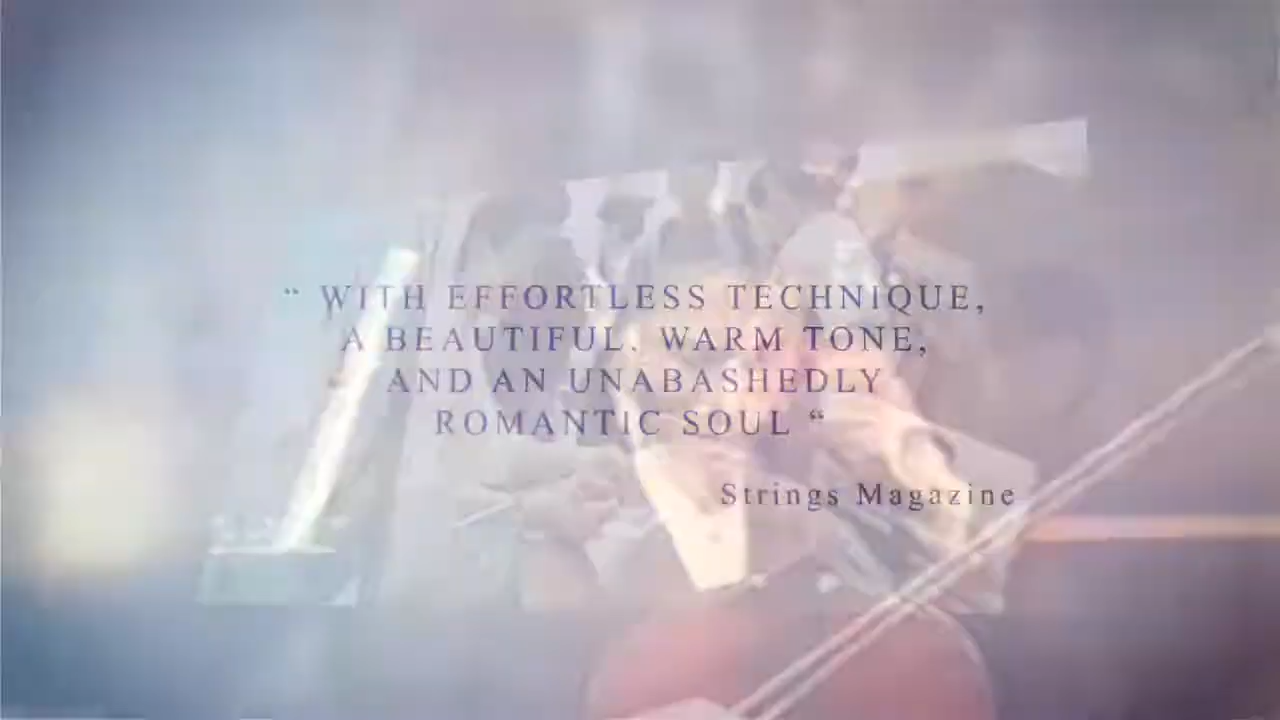 “ WITH EFFORTLESS TECHNIQUE,
A BEAUTIFUL, WARM TONE,
AND AN UNABASHEDLY
ROMANTIC SOUL “
Strings Magazine